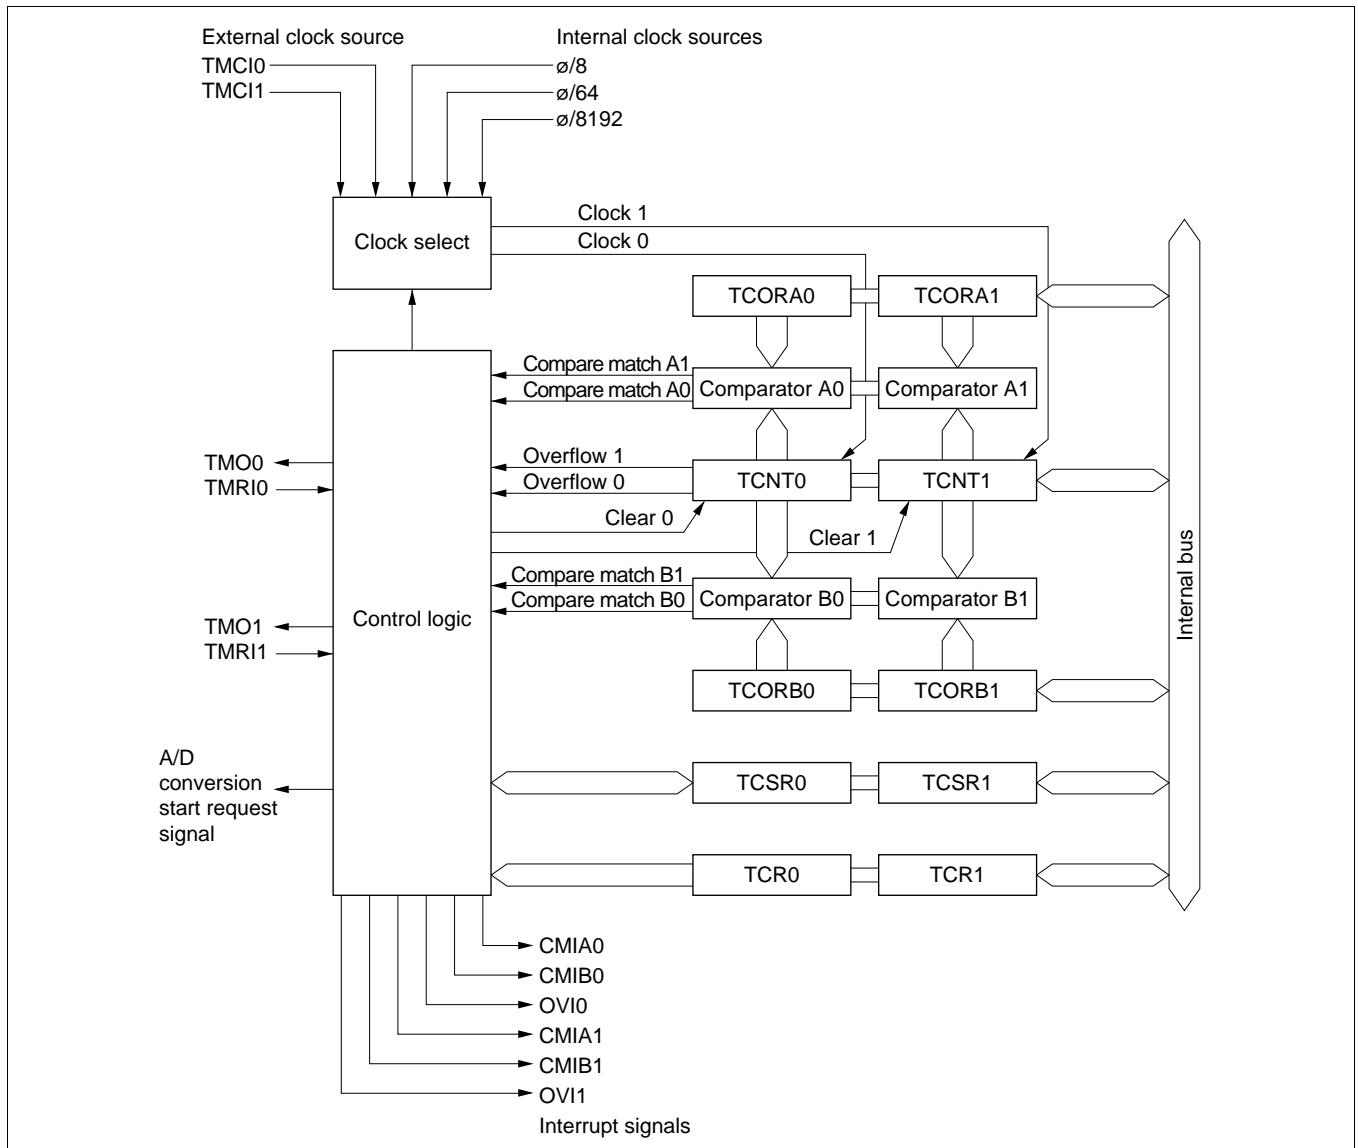 External clock source
Internal clock sources
TMCI0
TMCI1
ø/8
ø/64
ø/8192
Clock select
Clock 1
Clock 0
TCORA0
TCORA1
Compare match A1
Compare match A0
Comparator A0
Comparator A1
TMO0
TMRI0
Overflow 1
Overflow 0
TCNT0
TCNT1
Clear 0
Clear 1
Internal bus
Compare match B1
Compare match B0
Comparator B0
Comparator B1
Control logic
TMO1
TMRI1
TCORB0
TCORB1
A/D
conversion
start request
signal
TCSR0
TCSR1
TCR0
TCR1
CMIA0
CMIB0
OVI0
CMIA1
CMIB1
OVI1
Interrupt signals